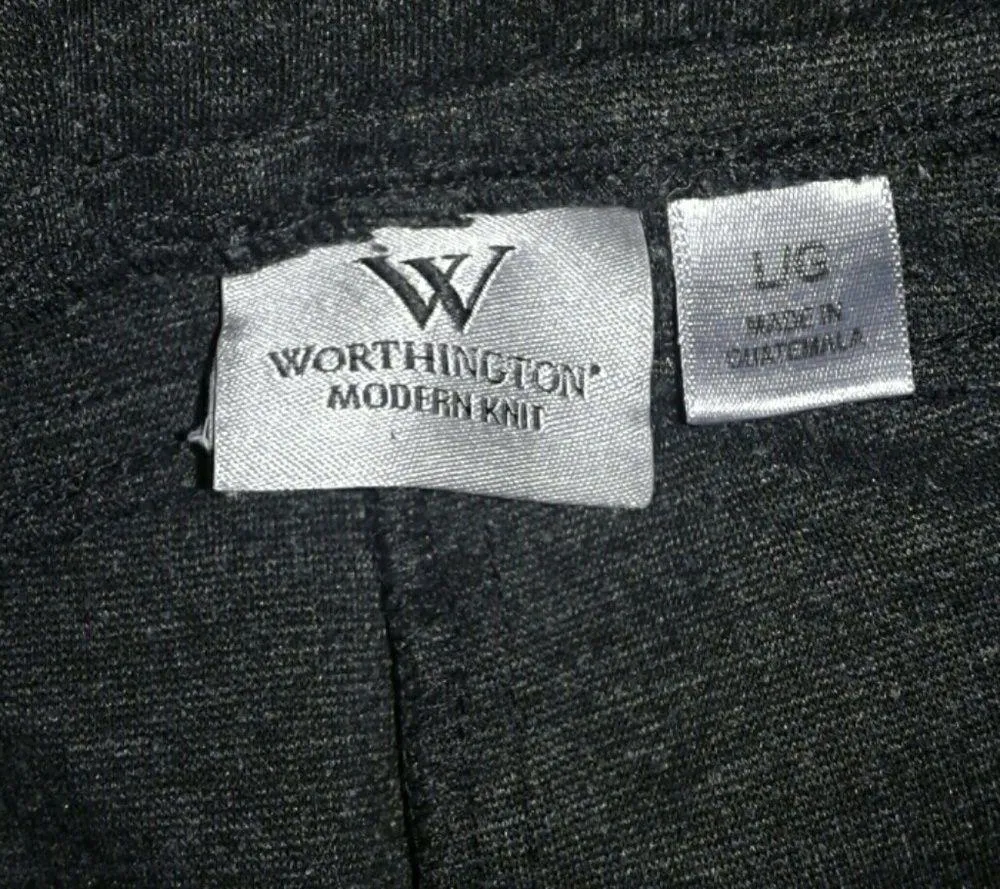 W
WORTHINGTON®
MODERN KNIT
L/G
MADE IN
GUATEMALA